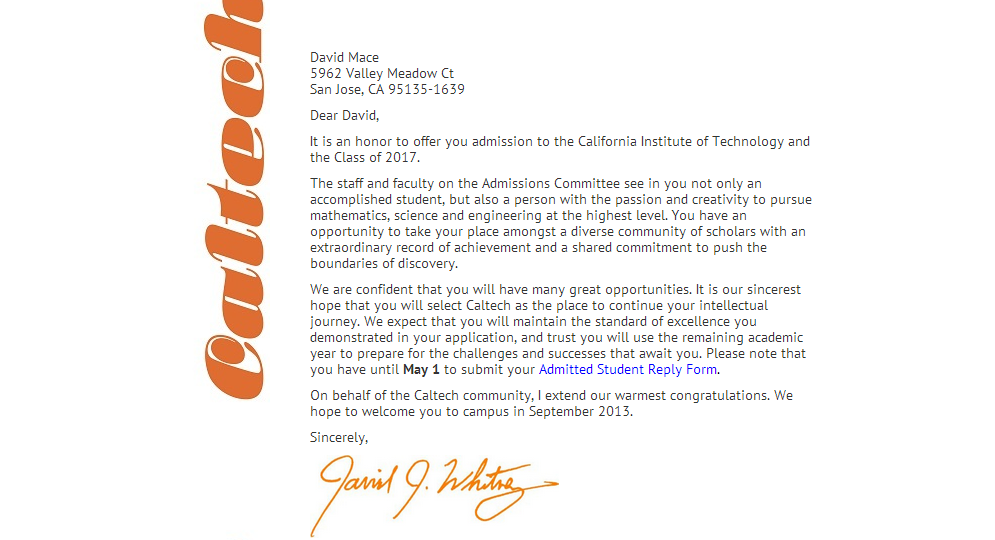 Caltech
David Mace
5962 Valley Meadow Ct
San Jose, CA 95135-1639
Dear David,
It is an honor to offer you admission to the California Institute of Technology and
the Class of 2017.
The staff and faculty on the Admissions Committee see in you not only an
accomplished student, but also a person with the passion and creativity to pursue
mathematics, science and engineering at the highest level. You have an
opportunity to take your place amongst a diverse community of scholars with an
extraordinary record of achievement and a shared commitment to push the
boundaries of discovery.
We are confident that you will have many great opportunities. It is our sincerest
hope that you will select Caltech as the place to continue your intellectual
journey. We expect that you will maintain the standard of excellence you
demonstrated in your application, and trust you will use the remaining academic
year to prepare for the challenges and successes that await you. Please note that
you have until May 1 to submit your Admitted Student Reply Form.
On behalf of the Caltech community, I extend our warmest congratulations. We
hope to welcome you to campus in September 2013.
Sincerely,
Jarrid J. Whitney